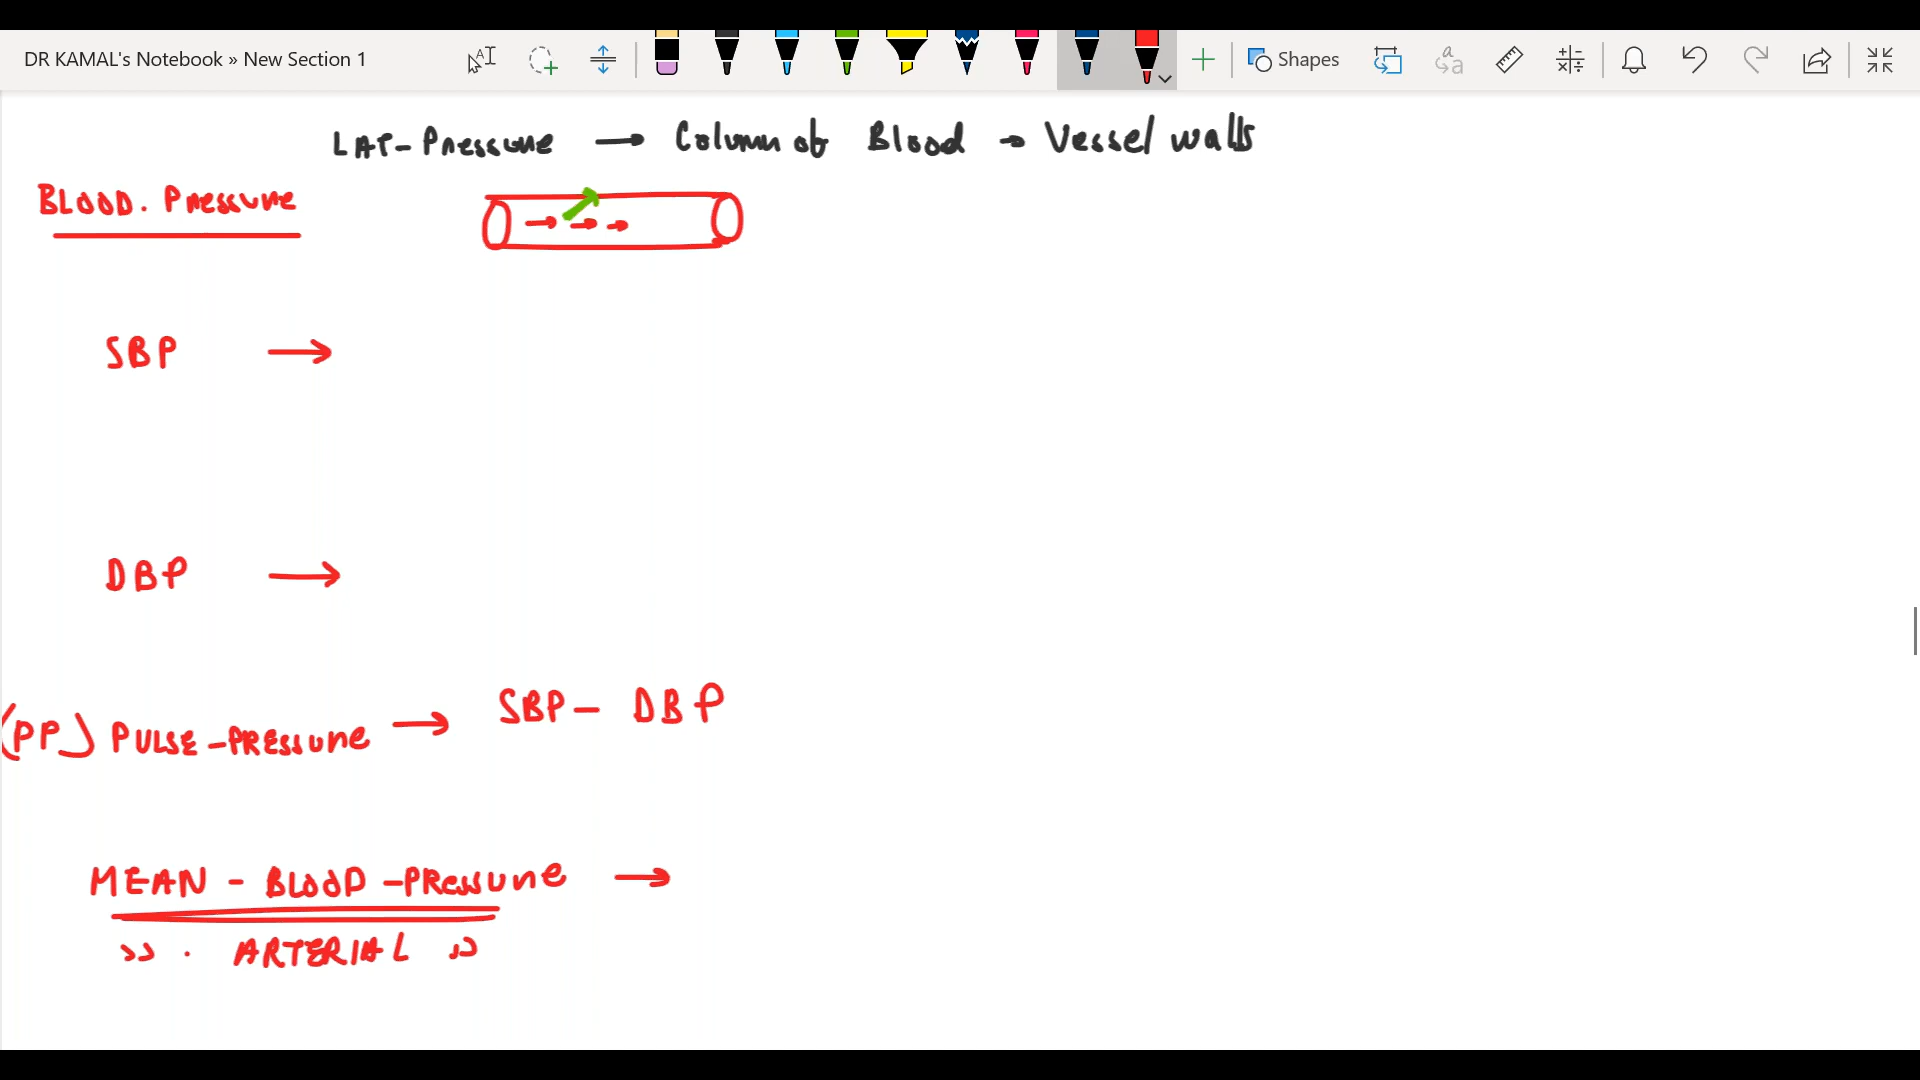 DR KAMAL's Notebook » New Section 1
Shapes
LAT-Pressure → Column of Blood → Vessel walls
BLOOD. Pressure
SBP →
DBP →
(PP) PULSE-PRESSURE → SBP - DBP
MEAN - BLOOD - PRESSURE →
>> . ARTERIAL >>